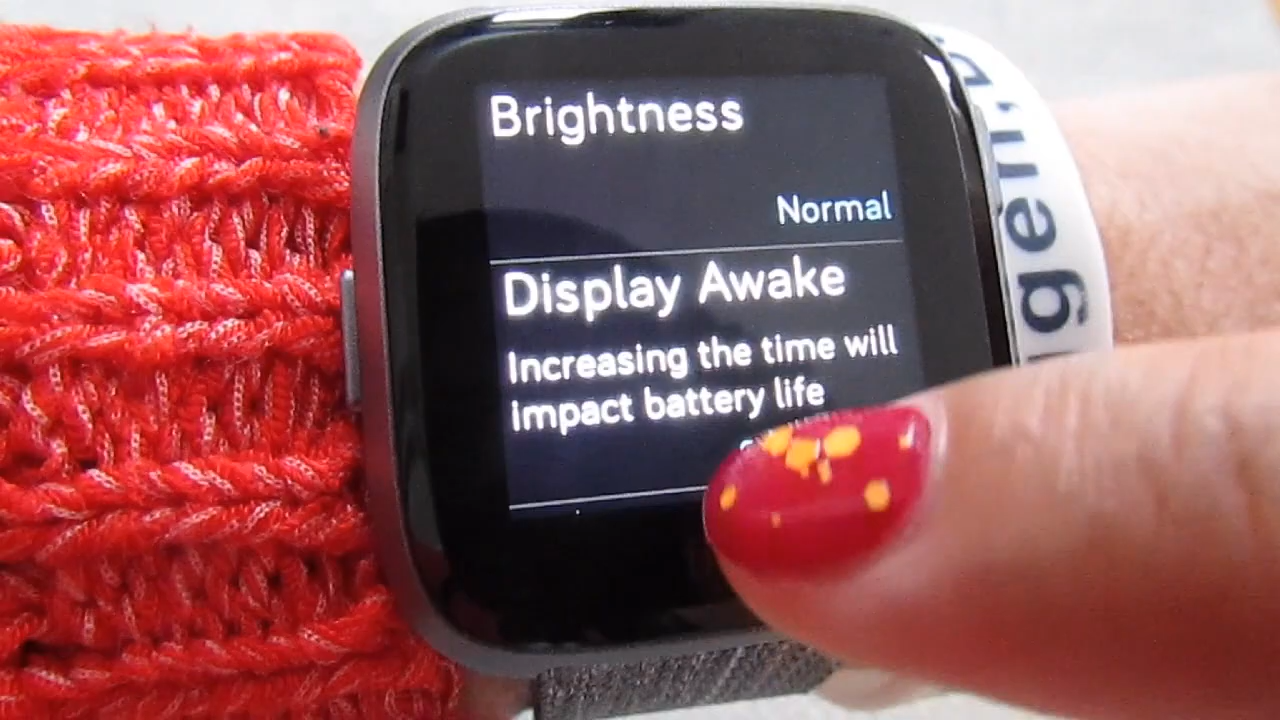 Brightness
Normal
Display Awake
Increasing the time will
impact battery life